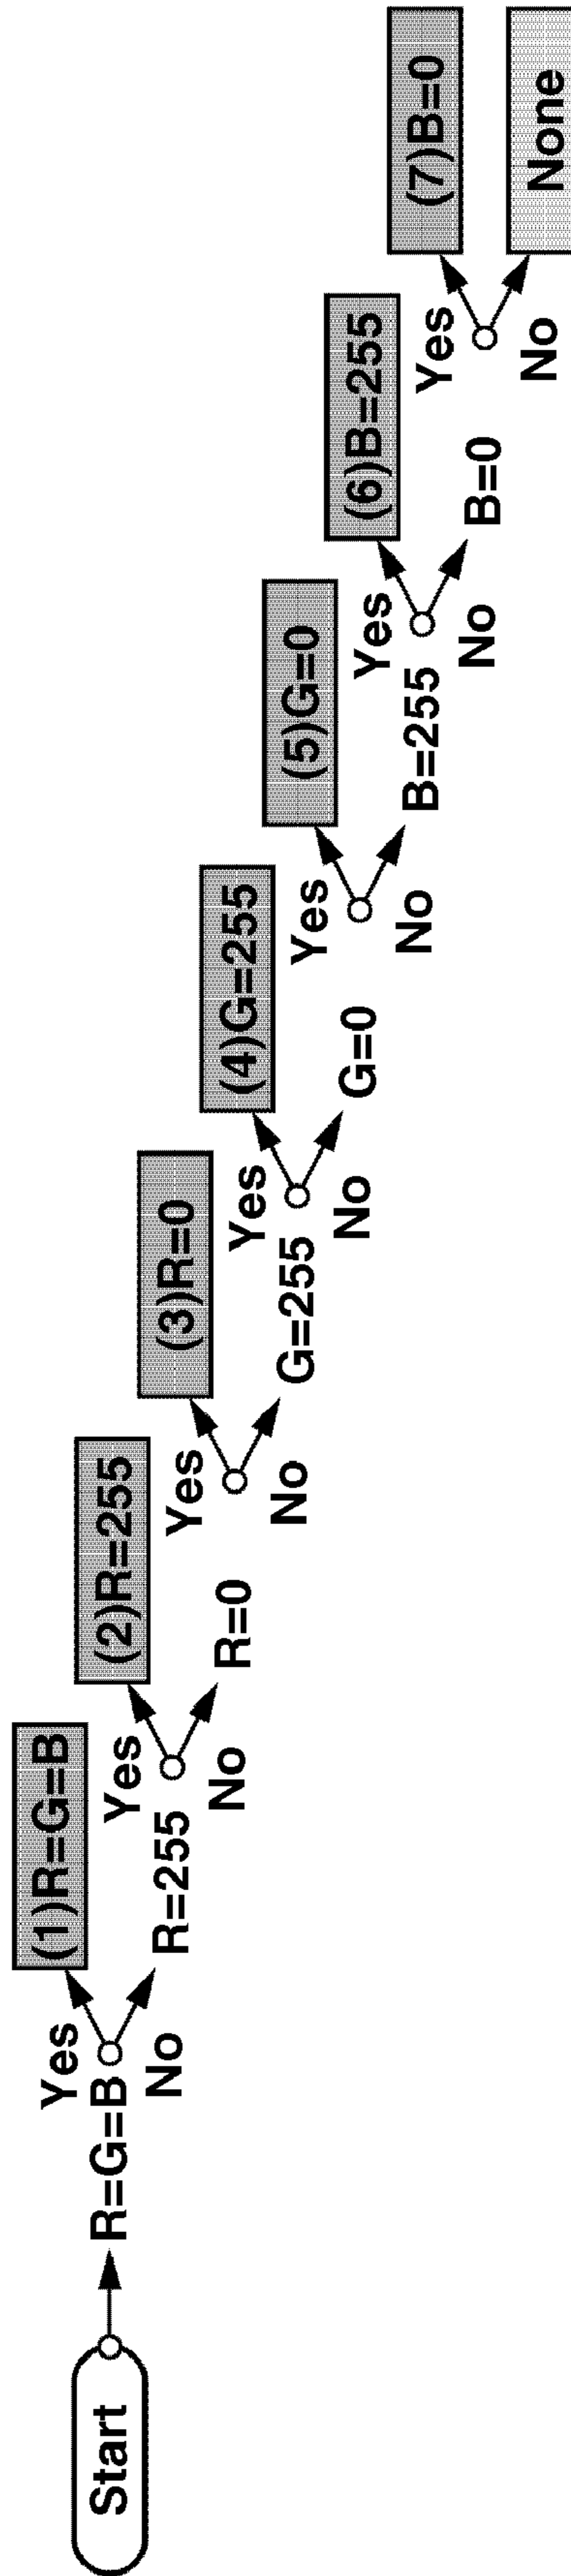 Start
R=G=B
Yes
(1)R=G=B
No
R=255
Yes
(2)R=255
No
R=0
Yes
(3)R=0
No
G=255
Yes
(4)G=255
No
G=0
Yes
(5)G=0
No
B=255
Yes
(6)B=255
No
B=0
Yes
(7)B=0
No
None